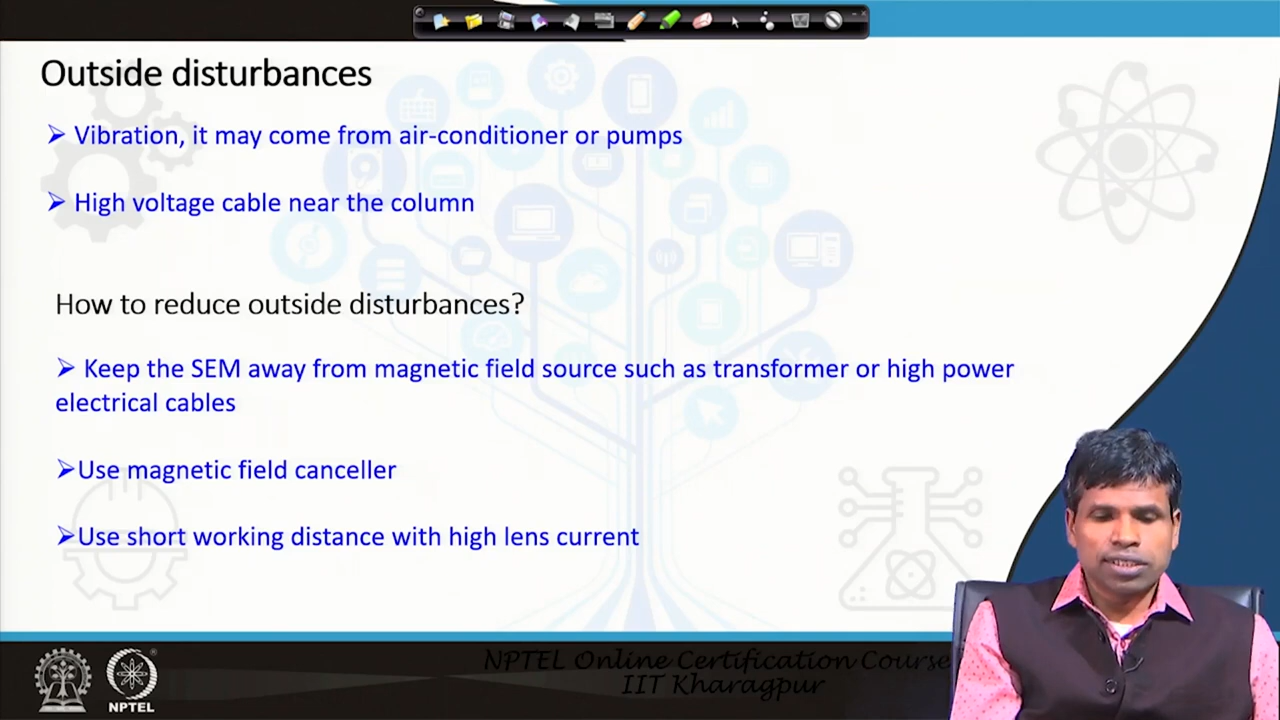 Outside disturbances
➢ Vibration, it may come from air-conditioner or pumps
➢ High voltage cable near the column
How to reduce outside disturbances?
➢ Keep the SEM away from magnetic field source such as transformer or high power
electrical cables
➢Use magnetic field canceller
➢Use short working distance with high lens current
NPTEL Online Certification Course
IIT Kharagpur
NPTEL